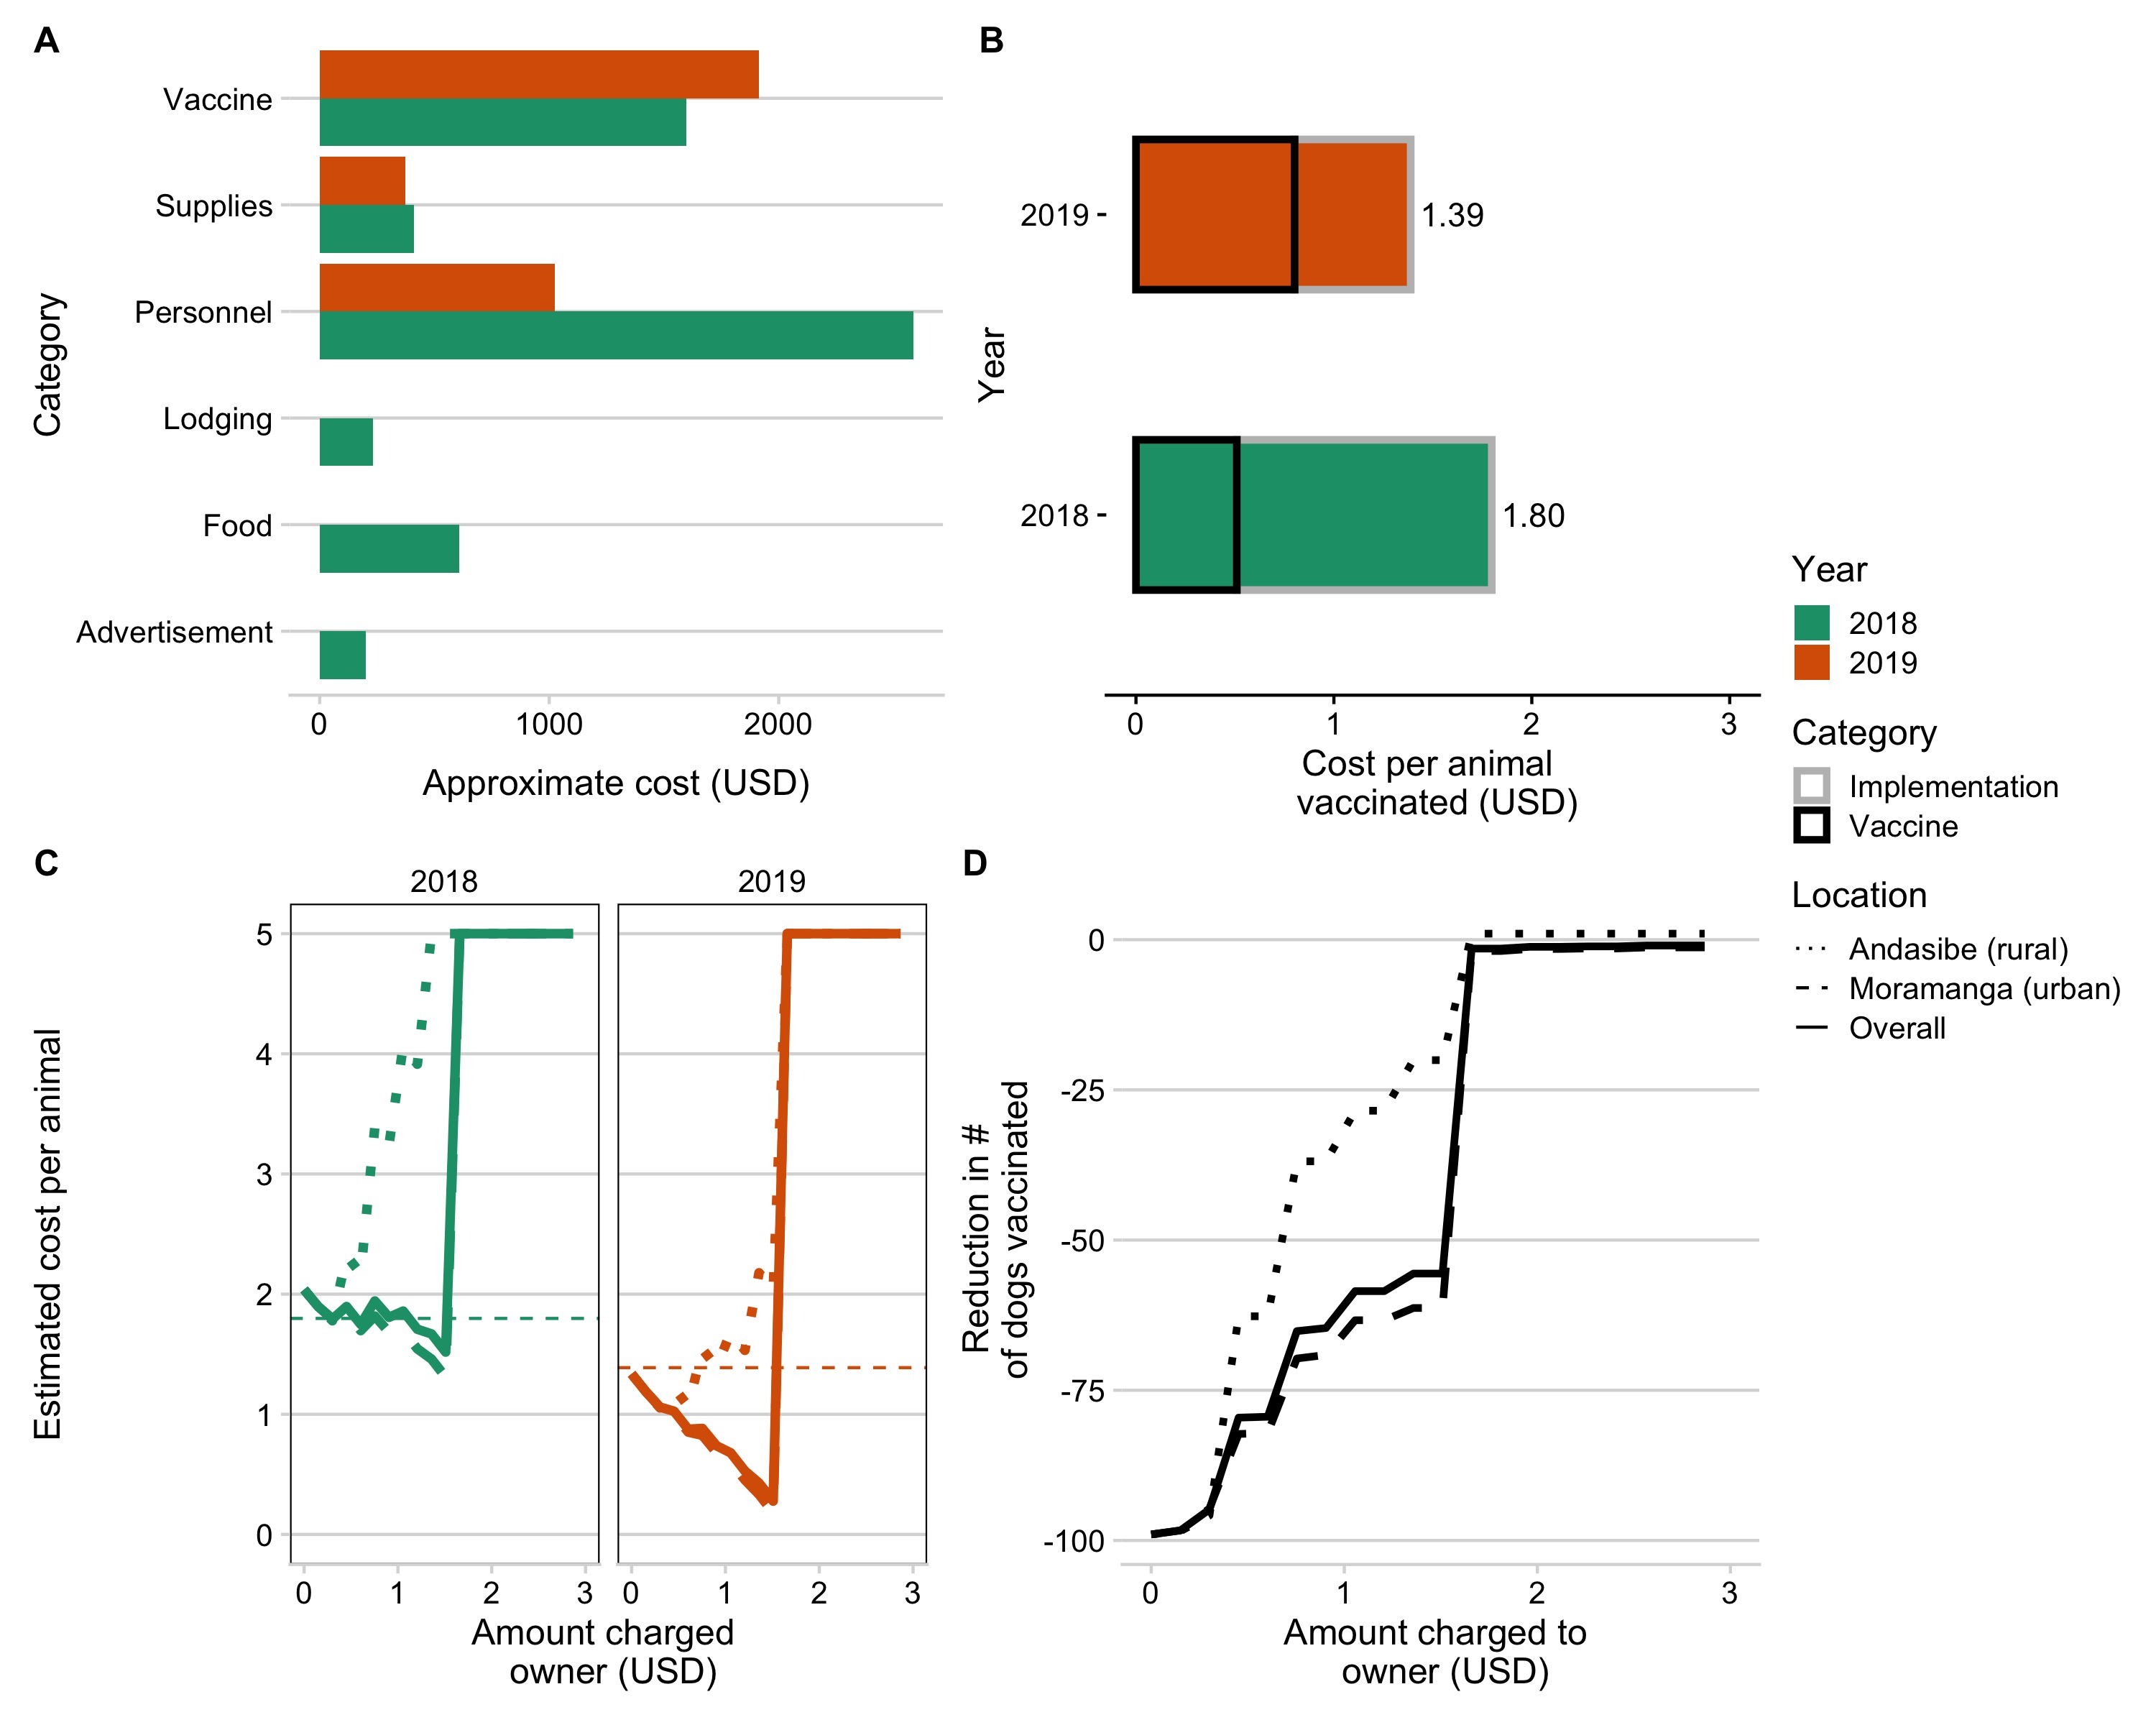 A
Vaccine
Supplies
Personnel
Lodging
Food
Advertisement
Category
0 1000 2000
Approximate cost (USD)
B
2019
1.39
2018
1.80
Year
0 1 2 3
Cost per animal
vaccinated (USD)
Year
2018
2019
Category
Implementation
Vaccine
Location
Andasibe (rural)
Moramanga (urban)
Overall
C
2018 2019
5
4
3
2
1
0
Estimated cost per animal
0 1 2 3 0 1 2 3
Amount charged
owner (USD)
D
0
-25
-50
-75
-100
Reduction in #
of dogs vaccinated
0 1 2 3
Amount charged to
owner (USD)